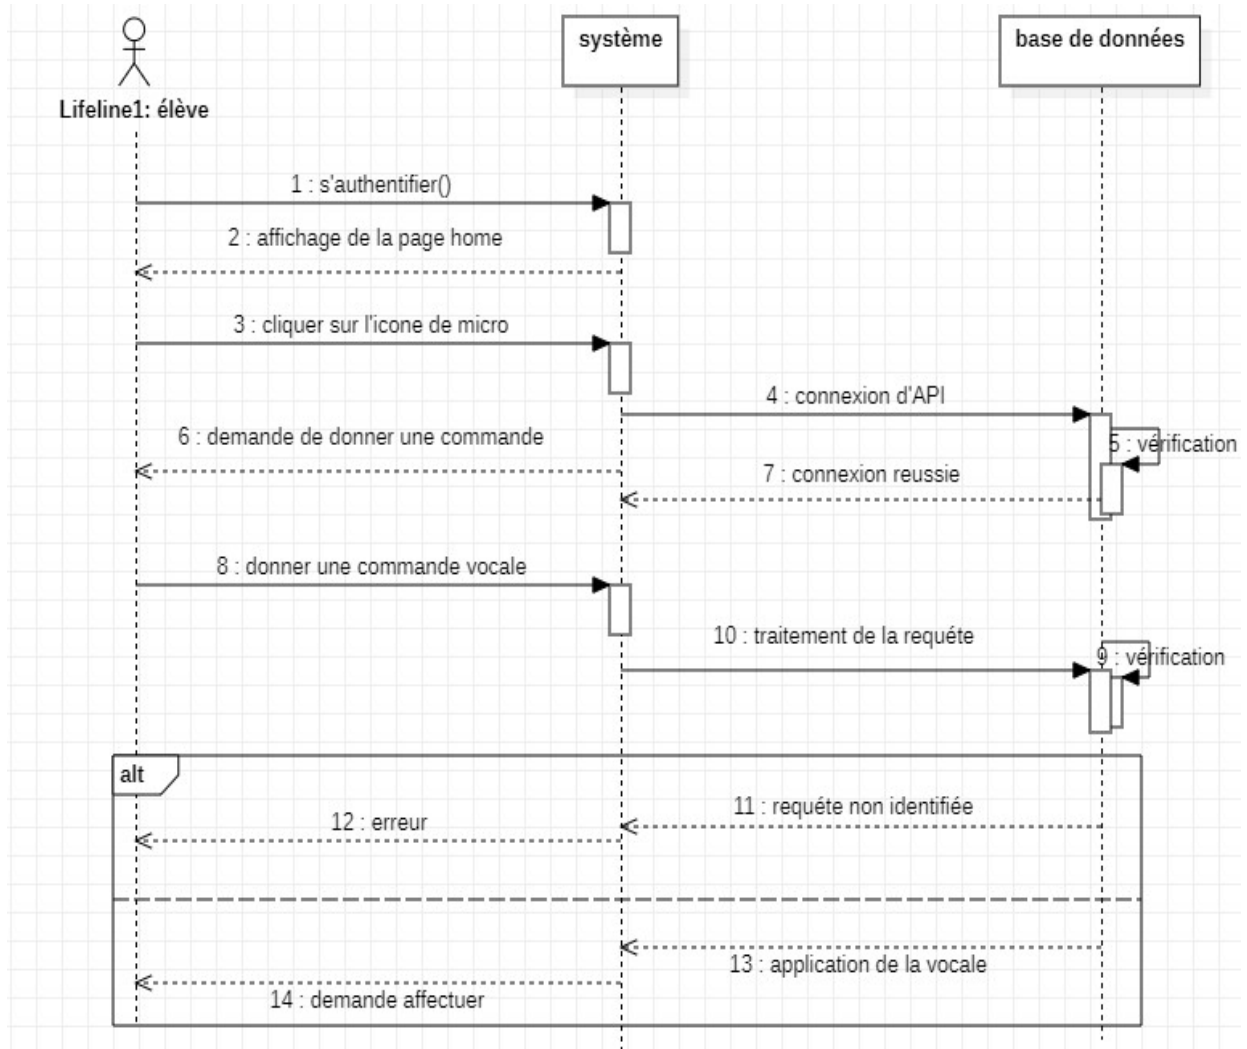 système
base de données
Lifeline1: élève
1 : s'authentifier()
2 : affichage de la page home
3 : cliquer sur l'icone de micro
4 : connexion d'API
6 : demande de donner une commande
5 : vérification
7 : connexion reussie
8 : donner une commande vocale
10 : traitement de la requéte
9 : vérification
alt
11 : requéte non identifiée
12 : erreur
13 : application de la vocale
14 : demande affectuer